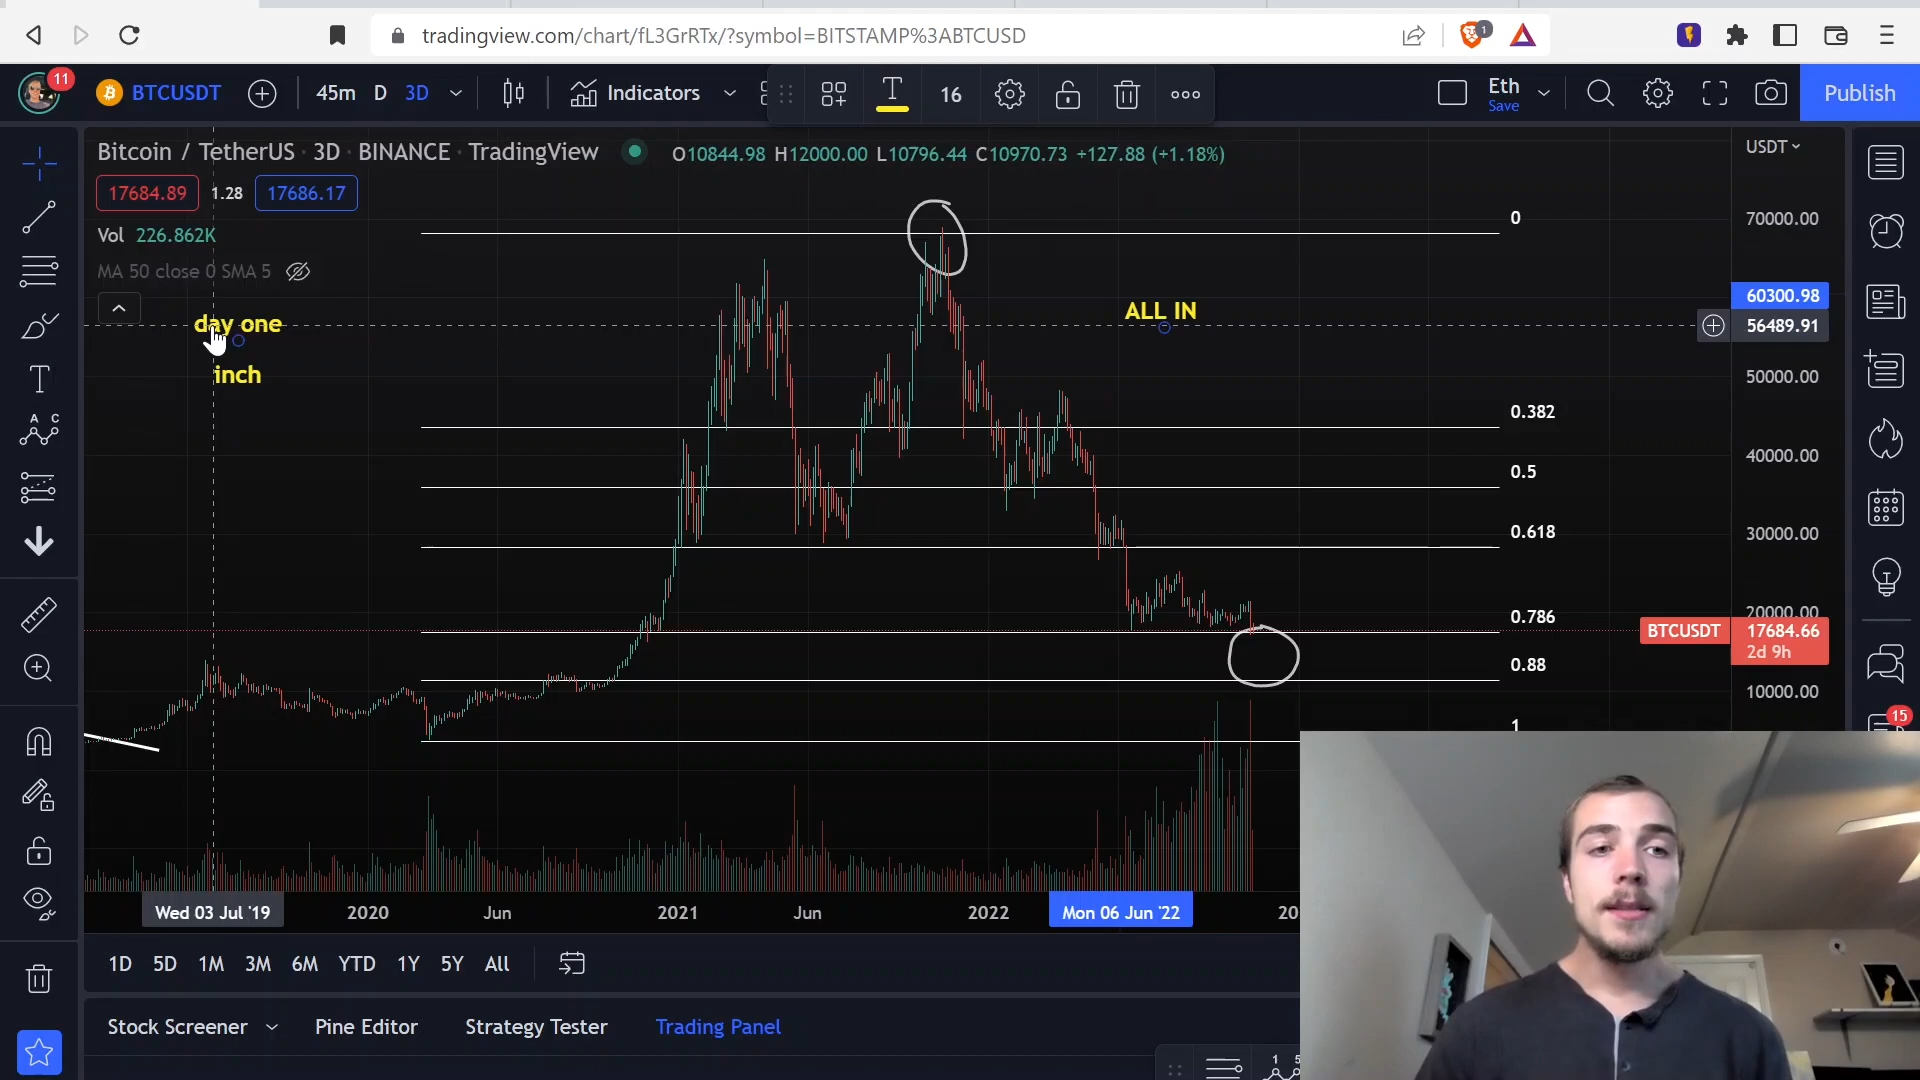 tradingview.com/chart/fL3GrRTx/?symbol=BITSTAMP%3ABTCUSD
1
11
BTCUSDT
45m D 3D
Indicators
16
Eth
Save
Publish
Bitcoin / TetherUS · 3D · BINANCE · TradingView
O10844.98 H12000.00 L10796.44 C10970.73 +127.88 (+1.18%)
USDT
17684.89 1.28 17686.17
Vol 226.862K
MA 50 close 0 SMA 5
day one
inch
ALL IN
0
0.382
0.5
0.618
0.786
0.88
1
70000.00
60300.98
56489.91
50000.00
40000.00
30000.00
20000.00
BTCUSDT 17684.66
2d 9h
10000.00
15
Wed 03 Jul '19 2020 Jun 2021 Jun 2022 Mon 06 Jun '22 20
1D 5D 1M 3M 6M YTD 1Y 5Y All
Stock Screener Pine Editor Strategy Tester Trading Panel
A C
1 5